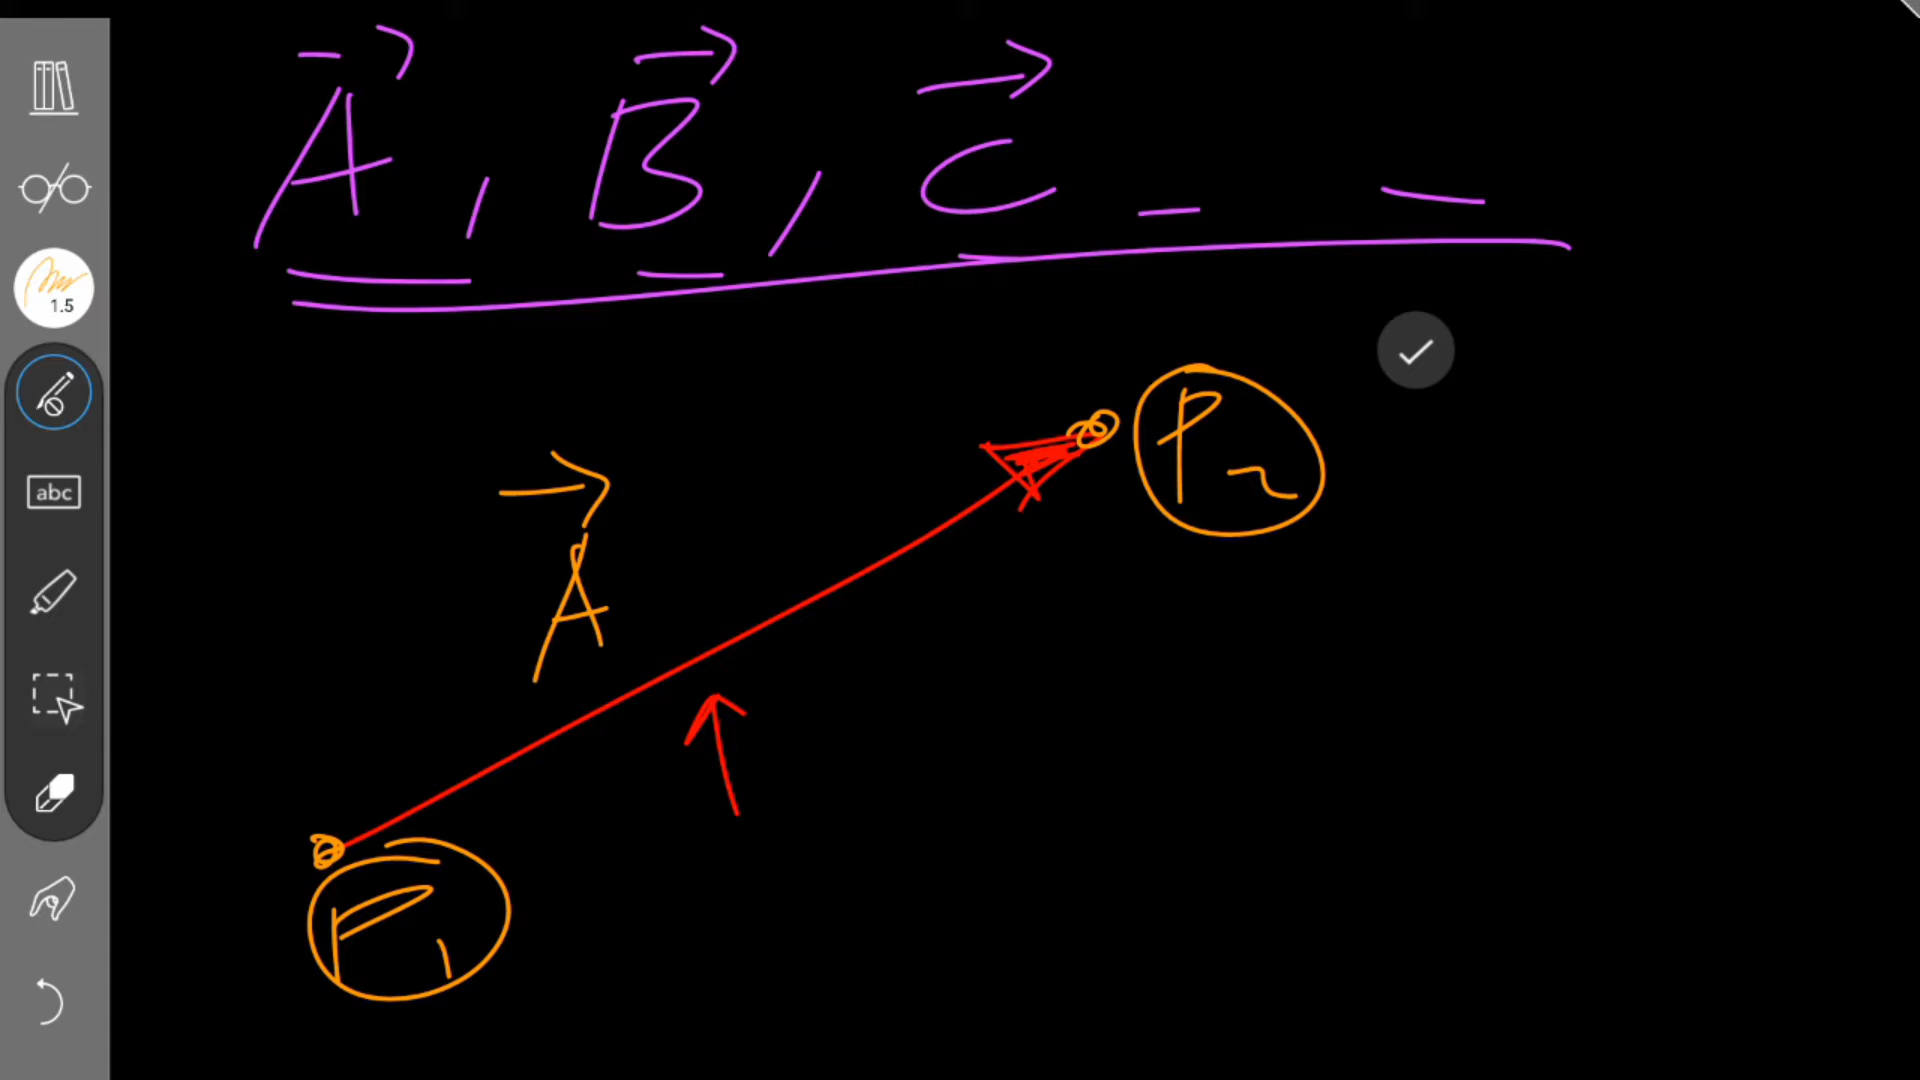 A⃗, B⃗, C⃗ _ _
P₂
A⃗
P₁
1.5
abc